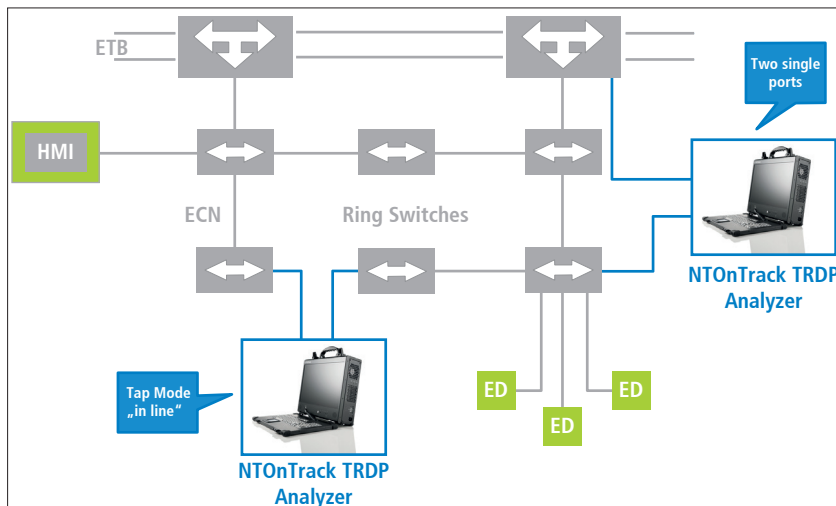 ETB
Two single
ports
HMI
ECN
Ring Switches
NTOnTrack TRDP
Analyzer
Tap Mode
„in line“
ED
ED
ED
NTOnTrack TRDP
Analyzer